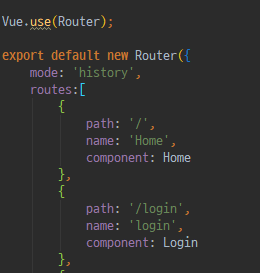 Vue.use(Router);
export default new Router({
mode: 'history',
routes:[
{
path: '/',
name: 'Home',
component: Home
},
{
path: '/login',
name: 'login',
component: Login
},